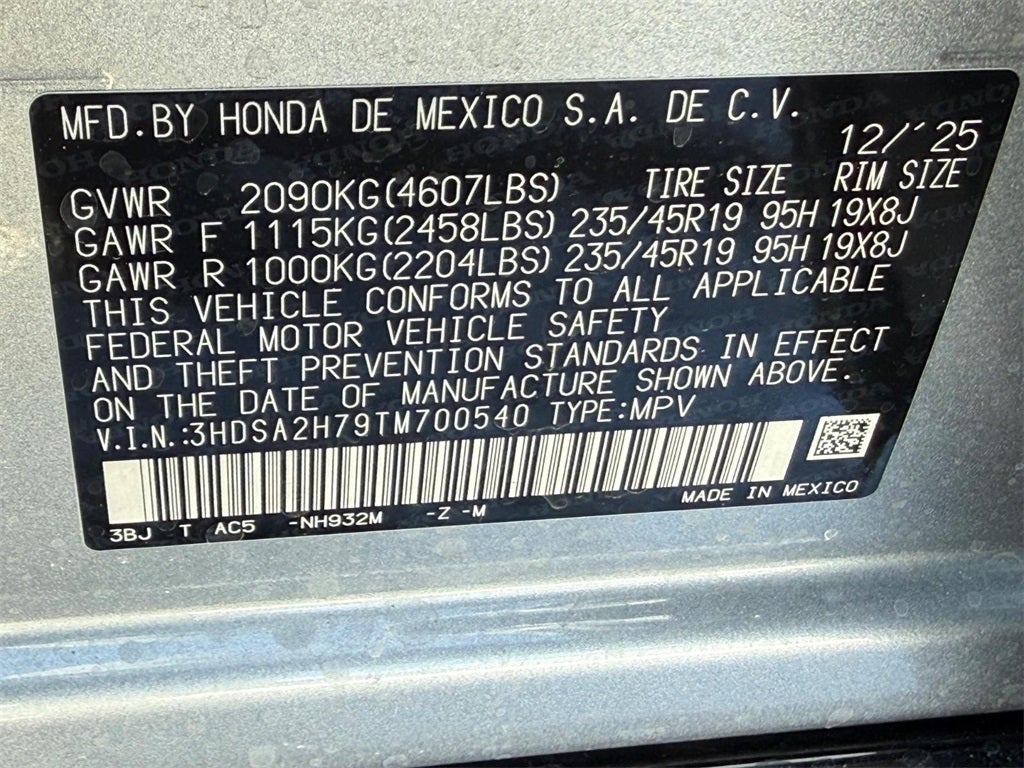 MFD.BY HONDA DE MEXICO S.A. DE C.V.
12/´25
TIRE SIZE RIM SIZE
GVWR 2090KG(4607LBS)
GAWR F 1115KG(2458LBS) 235/45R19 95H 19X8J
GAWR R 1000KG(2204LBS) 235/45R19 95H 19X8J
THIS VEHICLE CONFORMS TO ALL APPLICABLE
FEDERAL MOTOR VEHICLE SAFETY
AND THEFT PREVENTION STANDARDS IN EFFECT
ON THE DATE OF MANUFACTURE SHOWN ABOVE.
V.I.N.:3HDSA2H79TM700540 TYPE:MPV
MADE IN MEXICO
3BJ T AC5 -NH932M -Z -M